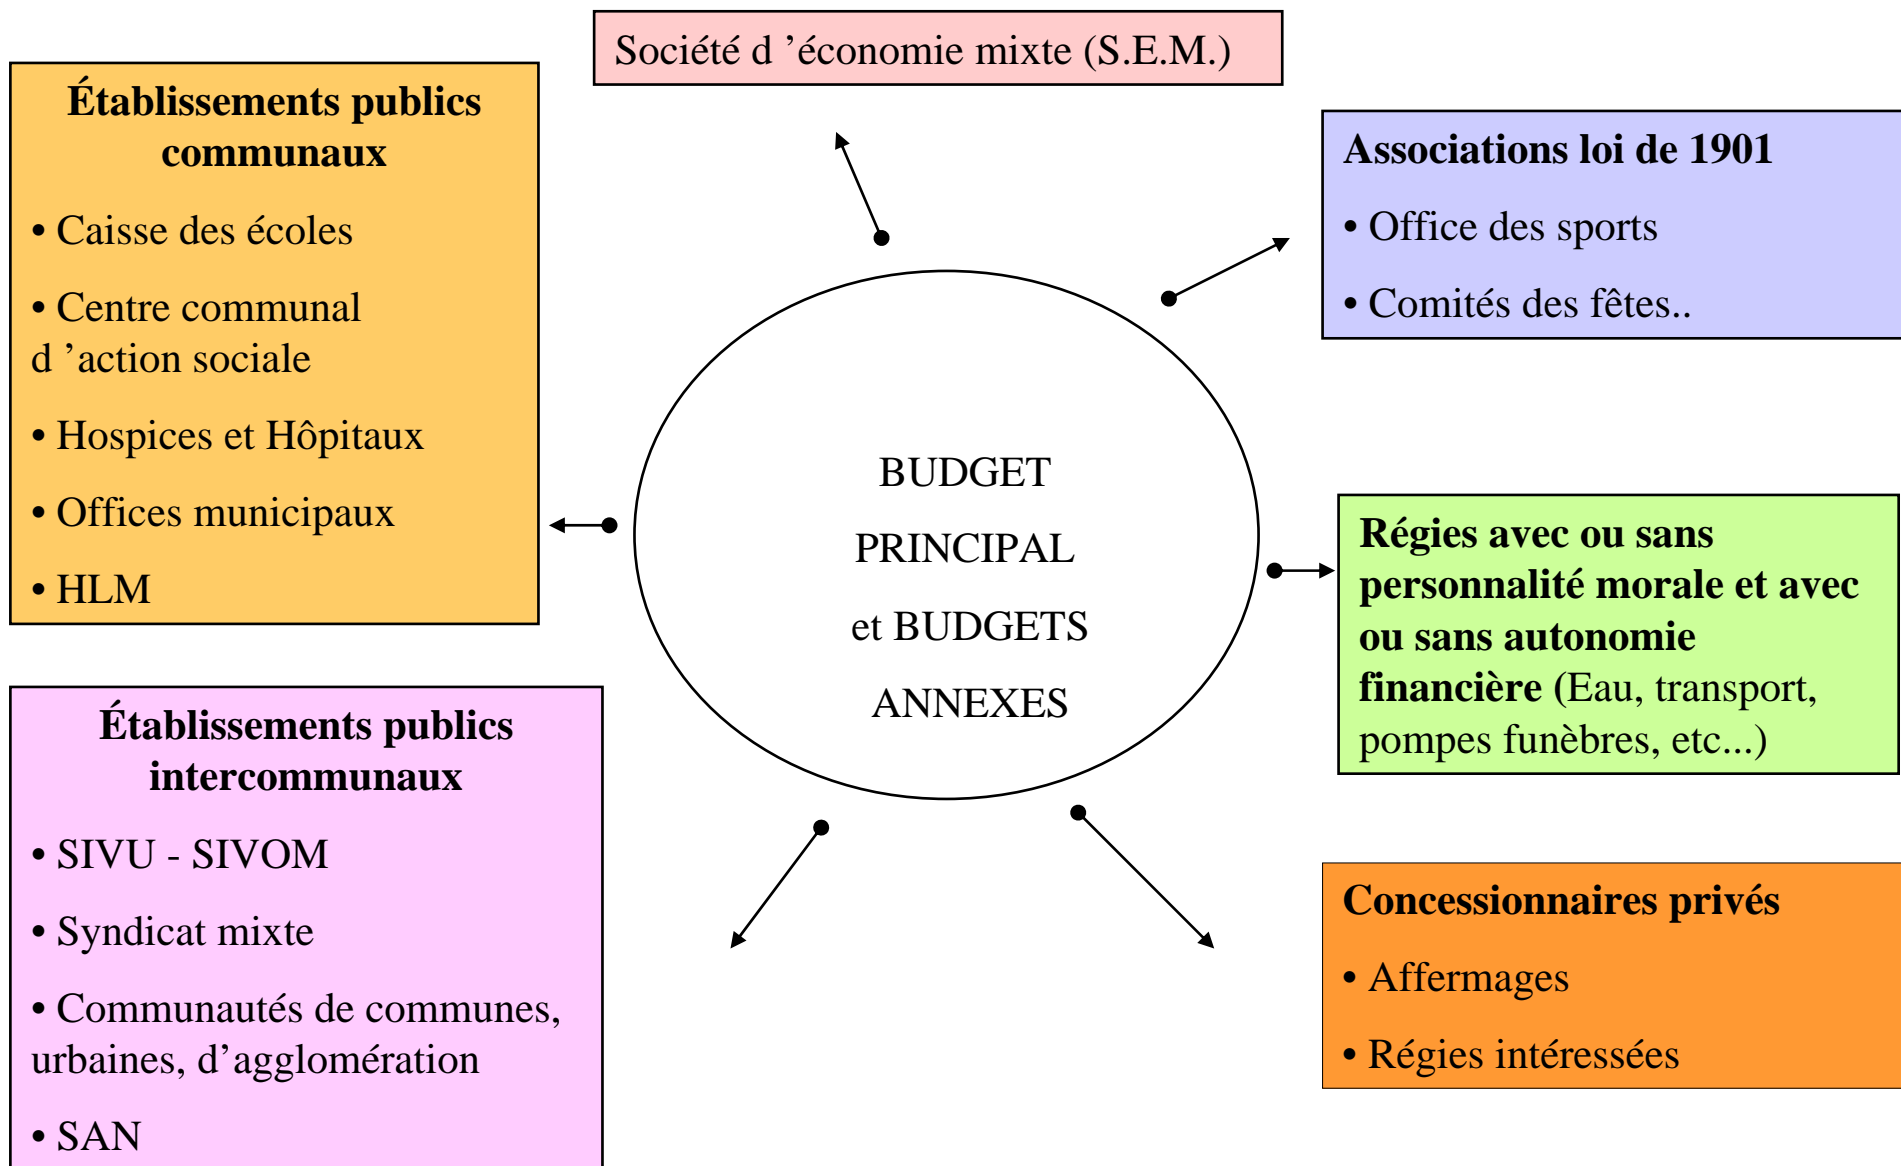 Société d ’économie mixte (S.E.M.)
Établissements publics
communaux
• Caisse des écoles
• Centre communal
d ’action sociale
• Hospices et Hôpitaux
• Offices municipaux
• HLM
Associations loi de 1901
• Office des sports
• Comités des fêtes..
BUDGET
PRINCIPAL
et BUDGETS
ANNEXES
Régies avec ou sans
personnalité morale et avec
ou sans autonomie
financière (Eau, transport,
pompes funèbres, etc...)
Établissements publics
intercommunaux
• SIVU - SIVOM
• Syndicat mixte
• Communautés de communes,
urbaines, d’agglomération
• SAN
Concessionnaires privés
• Affermages
• Régies intéressées